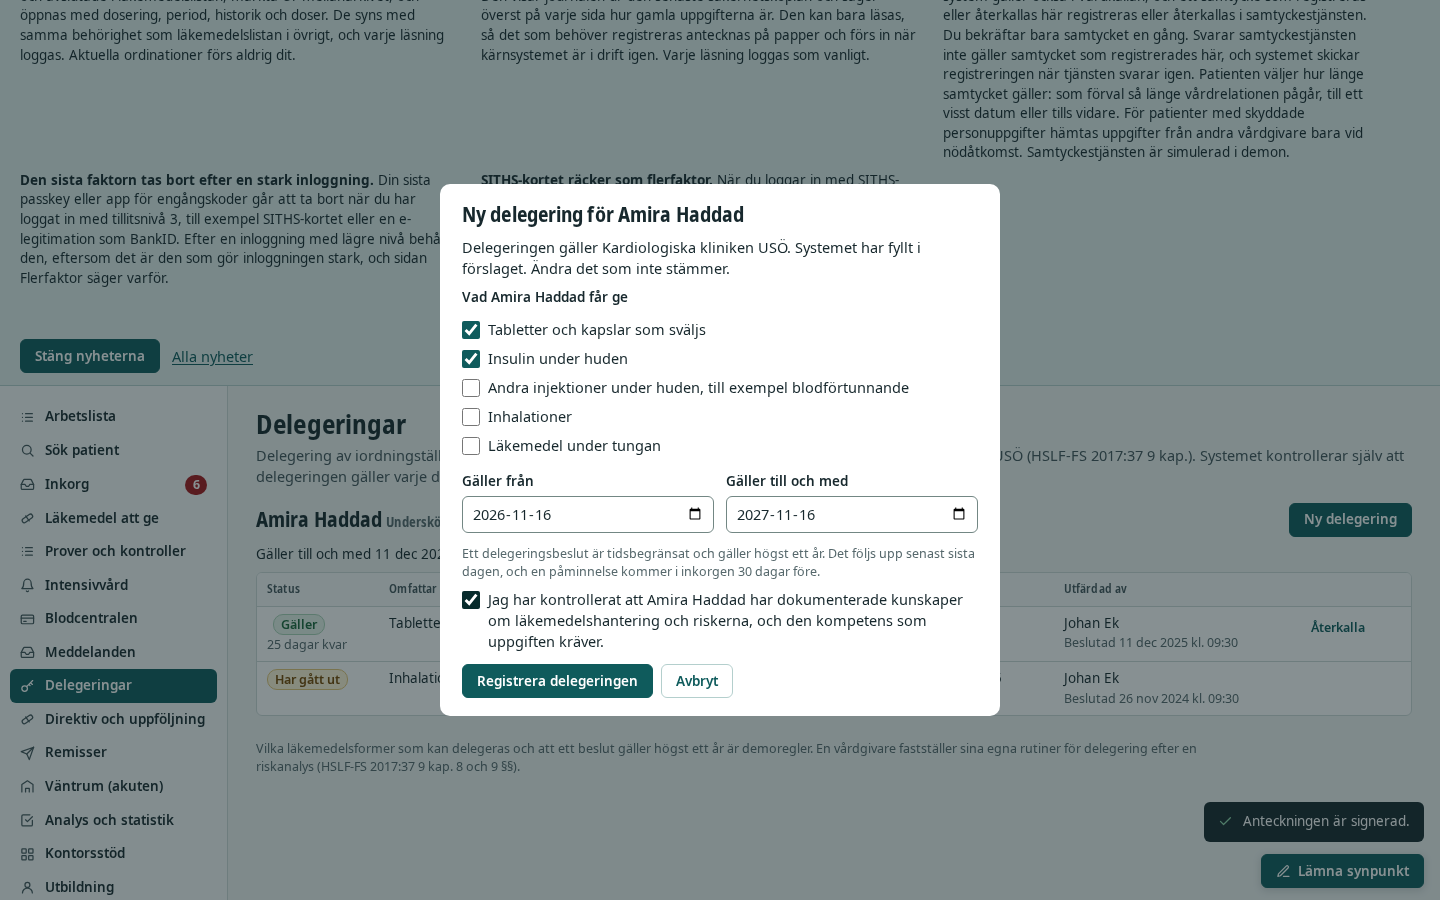 öppnas med dosering, period, historik och doser. De syns med
samma behörighet som läkemedelslistan i övrigt, och varje läsning
loggas. Aktuella ordinationer förs aldrig dit.
överst på varje sida hur gamla uppgifterna är. Den kan bara läsas,
så det som behöver registreras antecknas på papper och förs in när
kärnsystemet är i drift igen. Varje läsning loggas som vanligt.
eller återkallas här registreras eller återkallas i samtyckestjänsten.
Du bekräftar bara samtycket en gång. Svarar samtyckestjänsten
inte gäller samtycket som registrerades här, och systemet skickar
registreringen när tjänsten svarar igen. Patienten väljer hur länge
samtycket gäller: som förval så länge vårdrelationen pågår, till ett
visst datum eller tills vidare. För patienter med skyddade
personuppgifter hämtas uppgifter från andra vårdgivare bara vid
nödåtkomst. Samtyckestjänsten är simulerad i demon.
Den sista faktorn tas bort efter en stark inloggning. Din sista
passkey eller app för engångskoder går att ta bort när du har
loggat in med tillitsnivå 3, till exempel SITHS-kortet eller en e-
legitimation som BankID. Efter en inloggning med lägre nivå behå
den, eftersom det är den som gör inloggningen stark, och sidan
Flerfaktor säger varför.
SITHS-kortet räcker som flerfaktor. När du loggar in med SITHS-
Stäng nyheterna
Alla nyheter
Arbetslista
Sök patient
Inkorg 6
Läkemedel att ge
Prover och kontroller
Intensivvård
Blodcentralen
Meddelanden
Delegeringar
Direktiv och uppföljning
Remisser
Väntrum (akuten)
Analys och statistik
Kontorsstöd
Utbildning
Delegeringar
Delegering av iordningstäl USÖ (HSLF-FS 2017:37 9 kap.). Systemet kontrollerar själv att
delegeringen gäller varje d
Amira Haddad Undersko
Ny delegering
Gäller till och med 11 dec 202
Status Omfattar Utfärdad av
Gäller
25 dagar kvar
Tablette
Johan Ek
Beslutad 11 dec 2025 kl. 09:30
Återkalla
Har gått ut
Inhalatio
Johan Ek
Beslutad 26 nov 2024 kl. 09:30
Vilka läkemedelsformer som kan delegeras och att ett beslut gäller högst ett år är demoregler. En vårdgivare fastställer sina egna rutiner för delegering efter en
riskanalys (HSLF-FS 2017:37 9 kap. 8 och 9 §§).
Ny delegering för Amira Haddad
Delegeringen gäller Kardiologiska kliniken USÖ. Systemet har fyllt i
förslaget. Ändra det som inte stämmer.
Vad Amira Haddad får ge
Tabletter och kapslar som sväljs
Insulin under huden
Andra injektioner under huden, till exempel blodförtunnande
Inhalationer
Läkemedel under tungan
Gäller från
2026-11-16
Gäller till och med
2027-11-16
Ett delegeringsbeslut är tidsbegränsat och gäller högst ett år. Det följs upp senast sista
dagen, och en påminnelse kommer i inkorgen 30 dagar före.
Jag har kontrollerat att Amira Haddad har dokumenterade kunskaper
om läkemedelshantering och riskerna, och den kompetens som
uppgiften kräver.
Registrera delegeringen
Avbryt
Anteckningen är signerad.
Lämna synpunkt